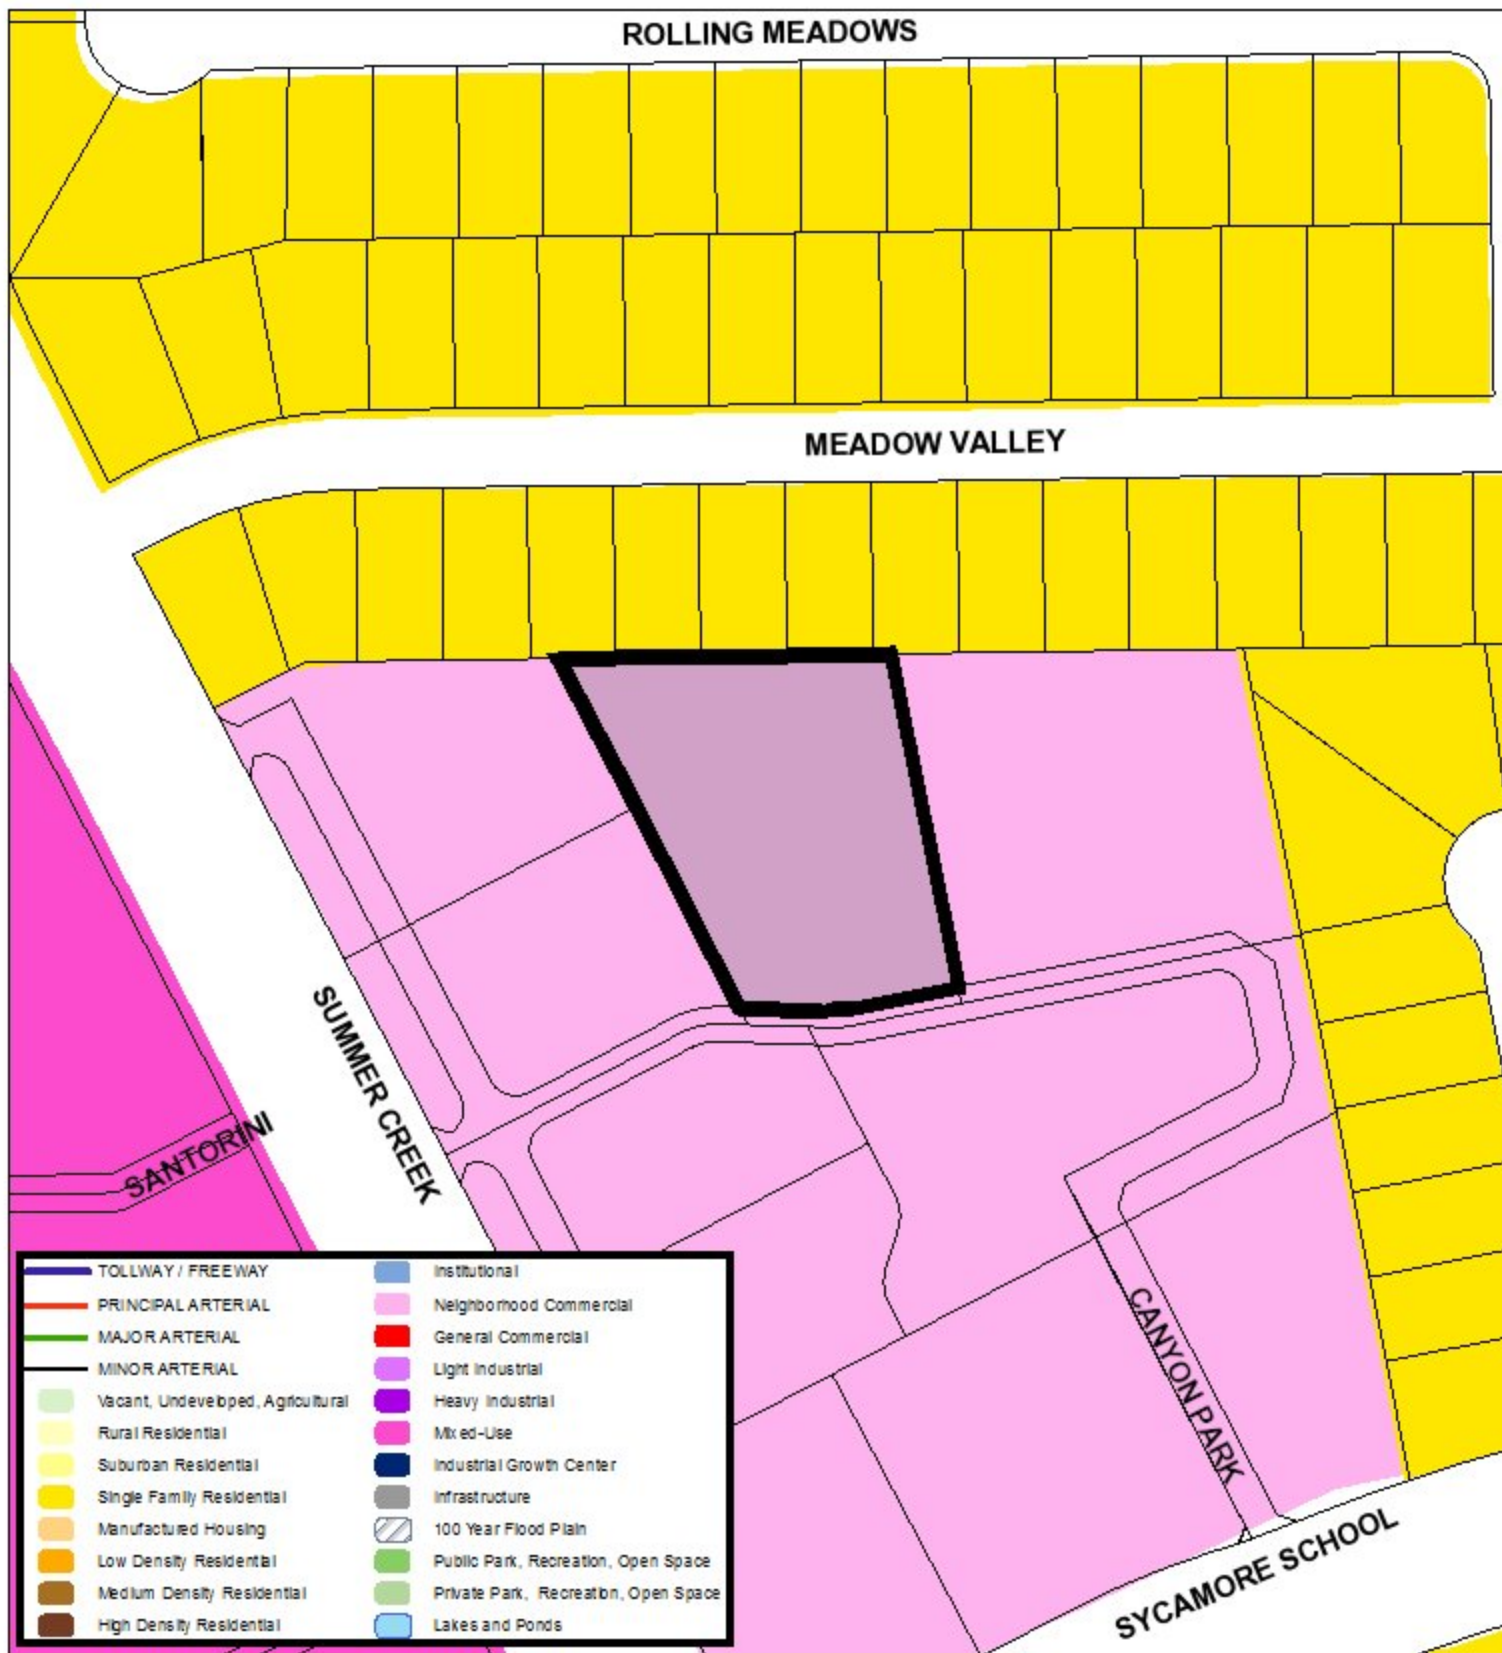 ROLLING MEADOWS
MEADOW VALLEY
SUMMER CREEK
SANTORINI
CANYON PARK
SYCAMORE SCHOOL
TOLLWAY / FREEWAY
PRINCIPAL ARTERIAL
MAJOR ARTERIAL
MINOR ARTERIAL
Vacant, Undeveloped, Agricultural
Rural Residential
Suburban Residential
Single Family Residential
Manufactured Housing
Low Density Residential
Medium Density Residential
High Density Residential
Institutional
Neighborhood Commercial
General Commercial
Light Industrial
Heavy Industrial
Mixed-Use
Industrial Growth Center
Infrastructure
100 Year Flood Plain
Public Park, Recreation, Open Space
Private Park, Recreation, Open Space
Lakes and Ponds